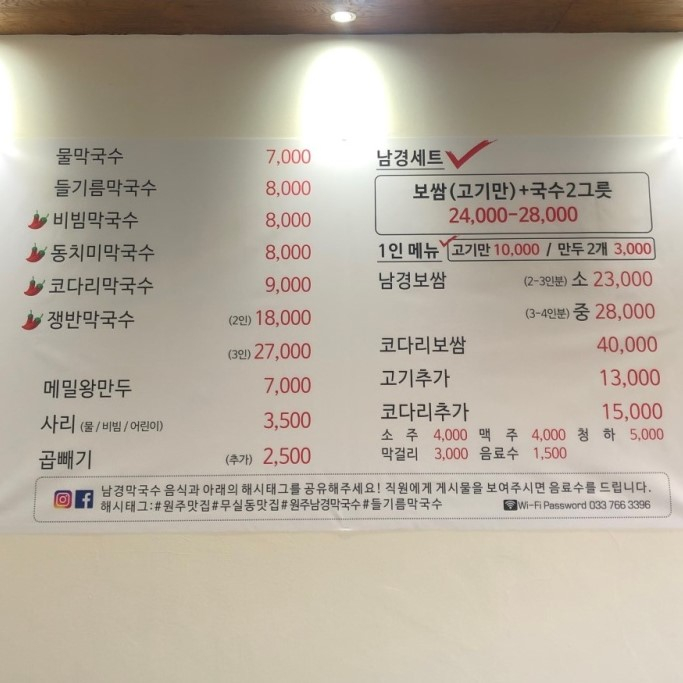 물막국수 7,000
들기름막국수 8,000
비빔막국수 8,000
동치미막국수 8,000
코다리막국수 9,000
쟁반막국수 (2인) 18,000
(3인) 27,000
메밀왕만두 7,000
사리 (물 / 비빔 / 어린이) 3,500
곱빼기 (추가) 2,500
남경세트
보쌈(고기만)+국수2그릇
24,000-28,000
1인 메뉴 고기만 10,000 / 만두 2개 3,000
남경보쌈 (2-3인분) 소 23,000
(3-4인분) 중 28,000
코다리보쌈 40,000
고기추가 13,000
코다리추가 15,000
소 주 4,000 맥 주 4,000 청 하 5,000
막걸리 3,000 음료수 1,500
남경막국수 음식과 아래의 해시태그를 공유해주세요! 직원에게 게시물을 보여주시면 음료수를 드립니다.
해시태그:#원주맛집#무실동맛집#원주남경막국수#들기름막국수 Wi-Fi Password 033 766 3396